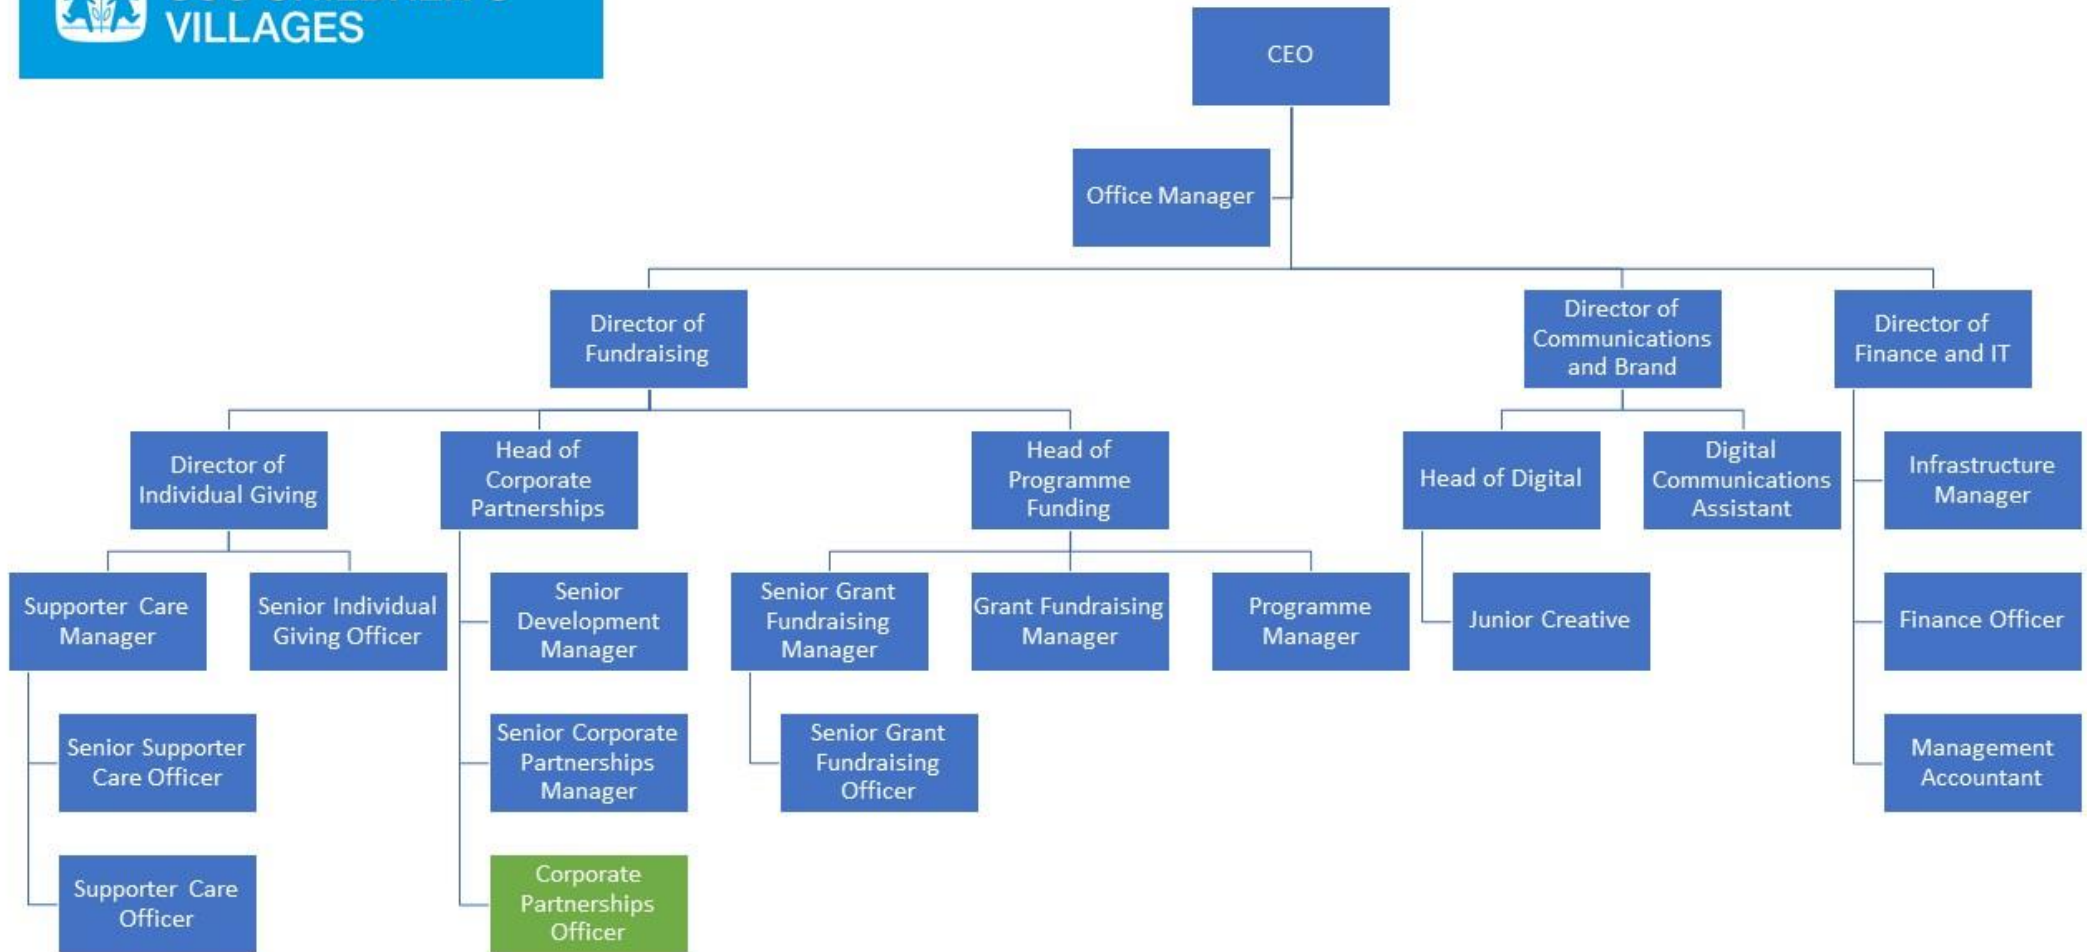 VILLAGES
CEO
Office Manager
Director of
Fundraising
Director of
Communications
and Brand
Director of
Finance and IT
Director of
Individual Giving
Head of
Corporate
Partnerships
Head of
Programme
Funding
Head of Digital
Digital
Communications
Assistant
Infrastructure
Manager
Supporter Care
Manager
Senior Individual
Giving Officer
Senior
Development
Manager
Senior Grant
Fundraising
Manager
Grant Fundraising
Manager
Programme
Manager
Junior Creative
Finance Officer
Senior Supporter
Care Officer
Senior Corporate
Partnerships
Manager
Senior Grant
Fundraising
Officer
Management
Accountant
Supporter Care
Officer
Corporate
Partnerships
Officer